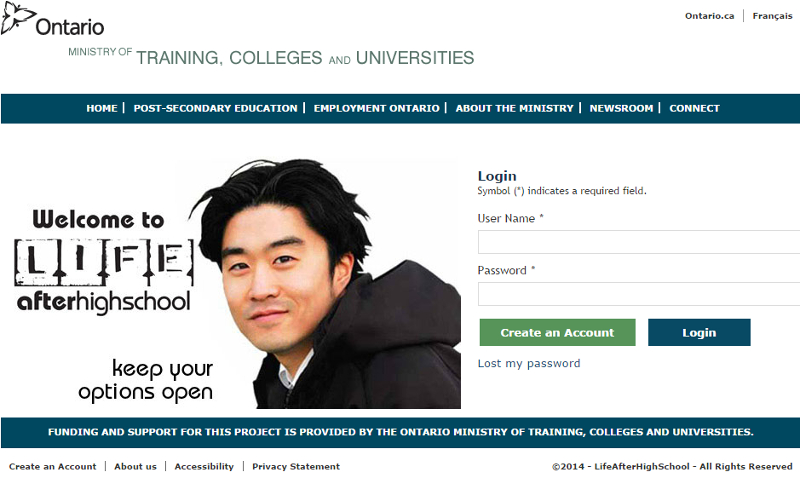 Ontario
Ontario.ca | Français
MINISTRY OF TRAINING, COLLEGES AND UNIVERSITIES
HOME | POST-SECONDARY EDUCATION | EMPLOYMENT ONTARIO | ABOUT THE MINISTRY | NEWSROOM | CONNECT
Welcome to
LIFE
afterhighschool
keep your
options open
Login
Symbol (*) indicates a required field.
User Name *
Password *
Create an Account
Login
Lost my password
FUNDING AND SUPPORT FOR THIS PROJECT IS PROVIDED BY THE ONTARIO MINISTRY OF TRAINING, COLLEGES AND UNIVERSITIES.
Create an Account | About us | Accessibility | Privacy Statement
©2014 - LifeAfterHighSchool - All Rights Reserved